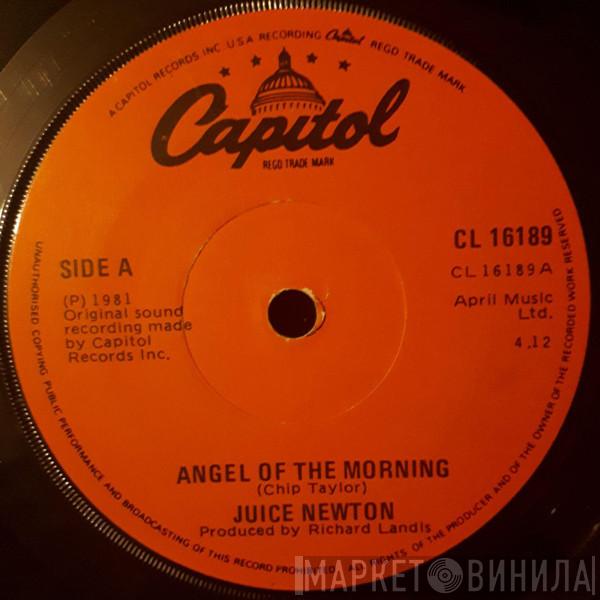 A CAPITOL RECORDS INC. U.S.A. RECORDING Capitol REGD TRADE MARK
Capitol
REGD TRADE MARK
SIDE A
(P) 1981
Original sound
recording made
by Capitol
Records Inc.
CL 16189
CL 16189 A
April Music
Ltd.
4.12
ANGEL OF THE MORNING
(Chip Taylor)
JUICE NEWTON
Produced by Richard Landis
UNAUTHORISED COPYING PUBLIC PERFORMANCE AND BROADCASTING OF THIS RECORD PROHIBITED. ALL RIGHTS OF THE PRODUCER AND OF THE OWNER OF THE RECORDED WORK RESERVED
МАРКЕТ ВИНИЛА